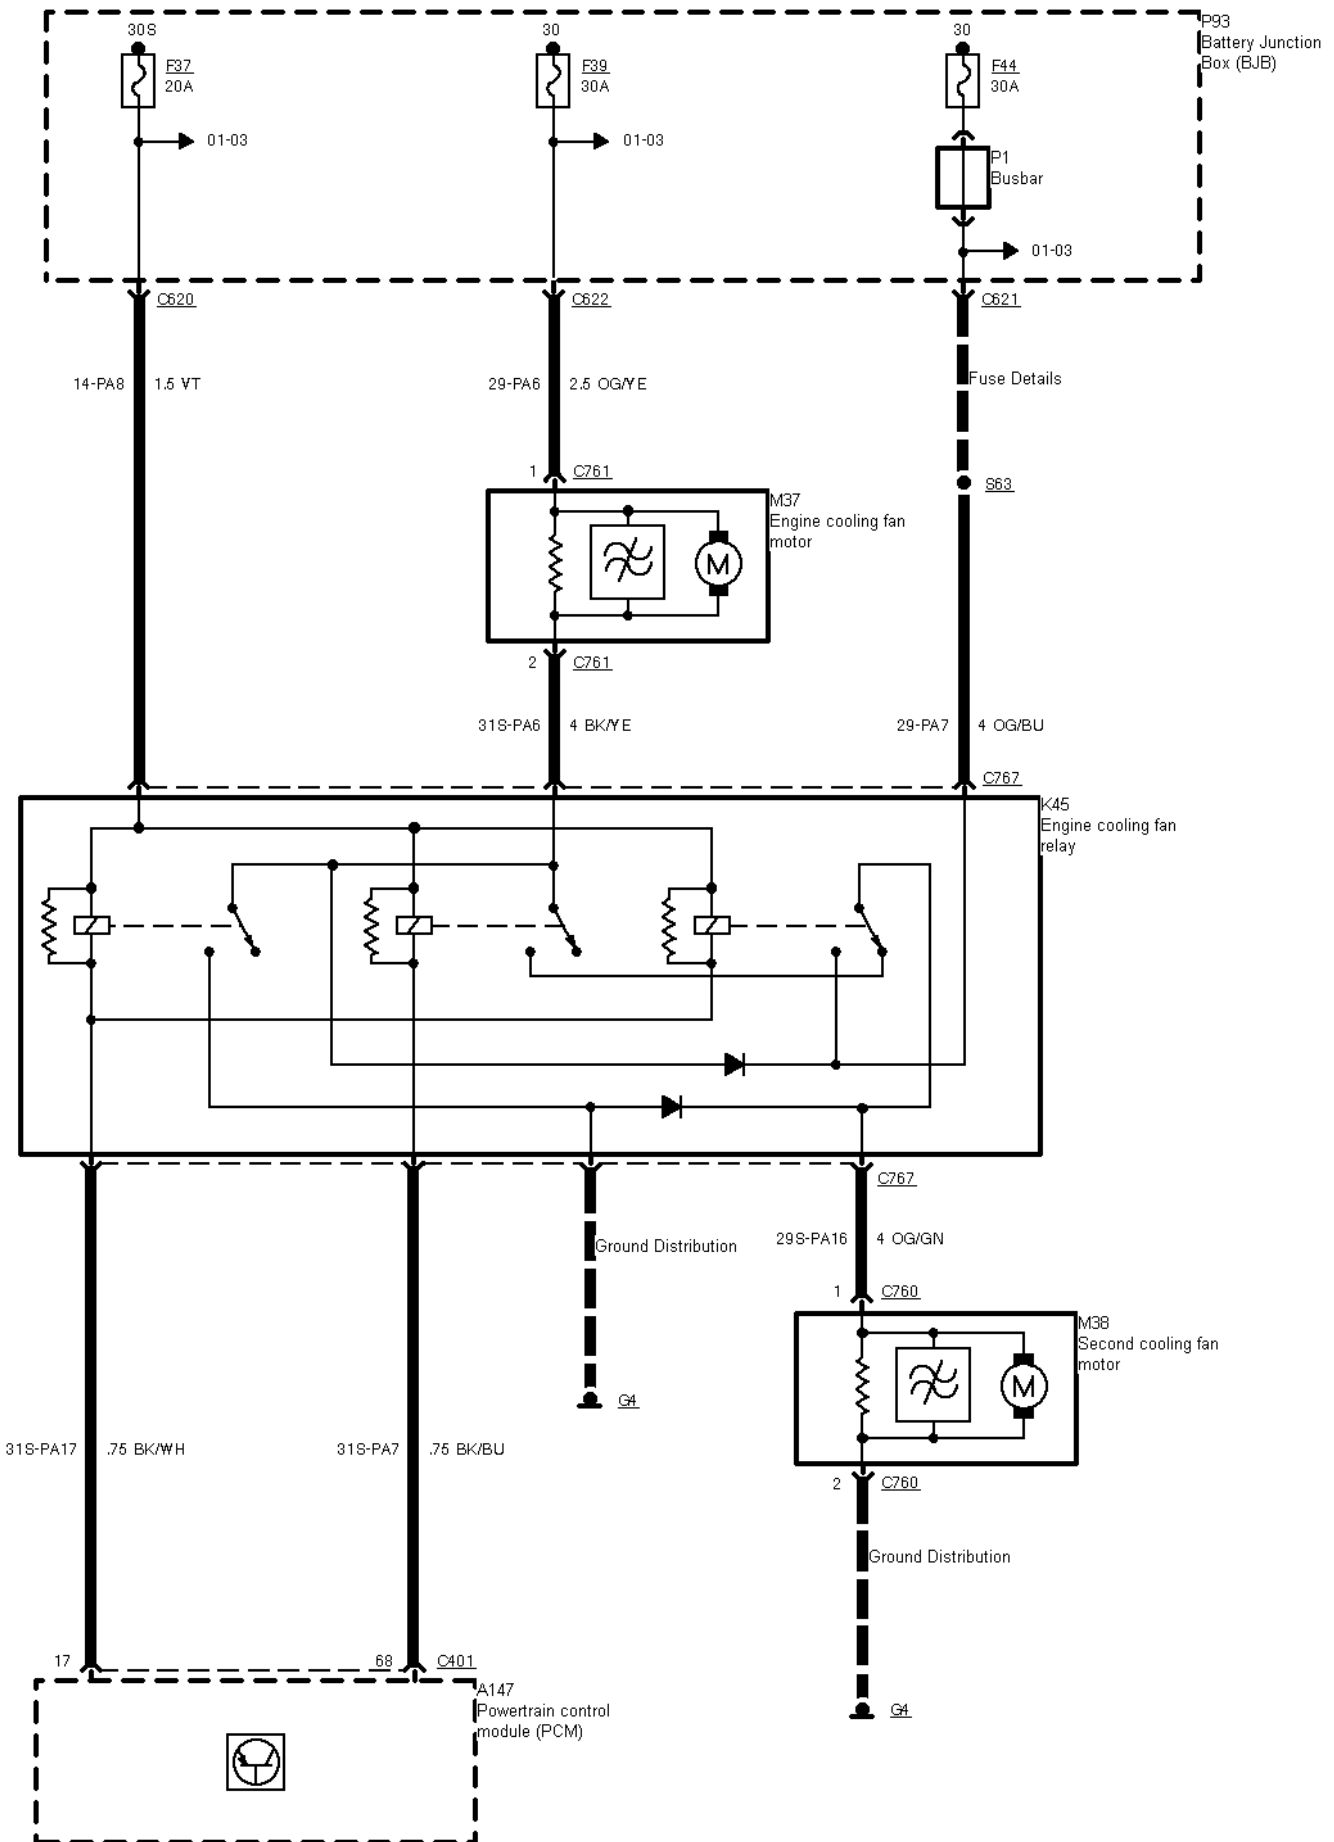 30S
30
30
P93
Battery Junction
Box (BJB)
F37
20A
F39
30A
F44
30A
01-03
01-03
P1
Busbar
01-03
C620
C622
C621
14-PA8
1.5 VT
29-PA6
2.5 OG/YE
Fuse Details
1
C761
S63
M37
Engine cooling fan
motor
2
C761
31S-PA6
4 BK/YE
29-PA7
4 OG/BU
C767
K45
Engine cooling fan
relay
C767
Ground Distribution
29S-PA16
4 OG/GN
1
C760
M38
Second cooling fan
motor
M
M
G4
31S-PA17
.75 BK/WH
31S-PA7
.75 BK/BU
2
C760
Ground Distribution
17
68
C401
A147
Powertrain control
module (PCM)
G4